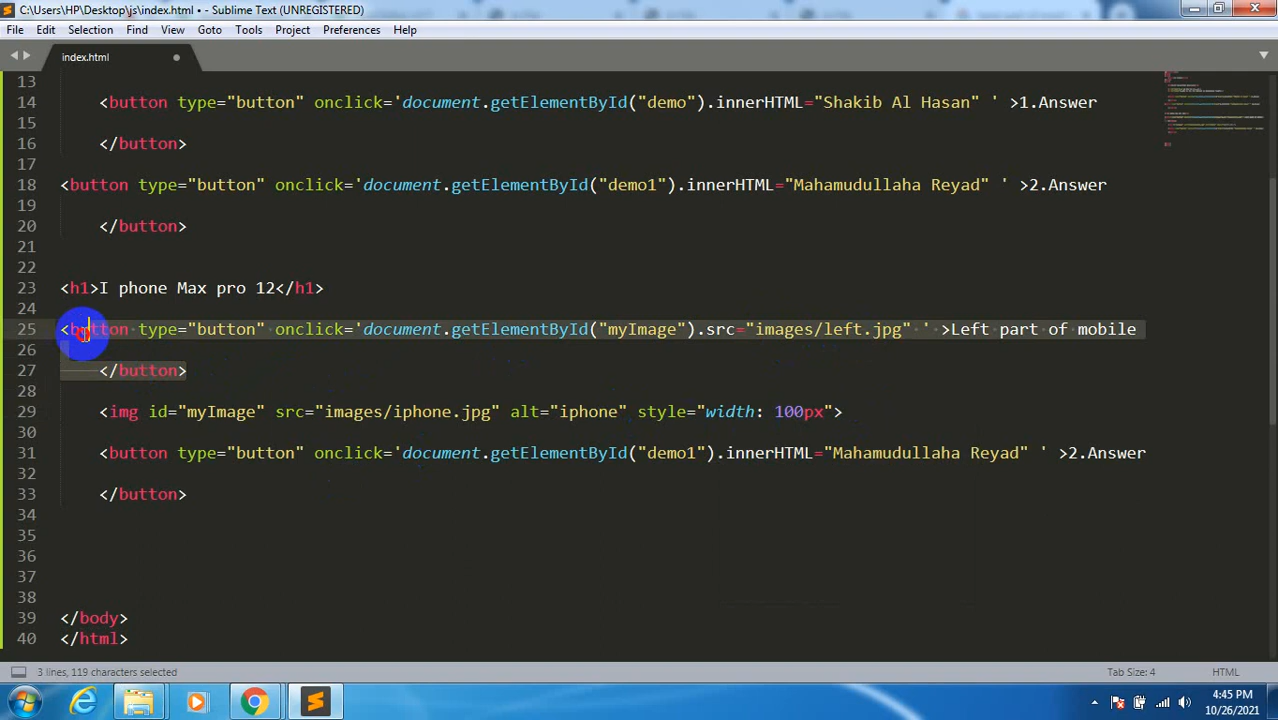 C:\Users\HP\Desktop\js\index.html • - Sublime Text (UNREGISTERED)
File Edit Selection Find View Goto Tools Project Preferences Help
index.html
13
14 <button type="button" onclick='document.getElementById("demo").innerHTML="Shakib Al Hasan" ' >1.Answer
15
16 </button>
17
18 <button type="button" onclick='document.getElementById("demo1").innerHTML="Mahamudullaha Reyad" ' >2.Answer
19
20 </button>
21
22
23 <h1>I phone Max pro 12</h1>
24
25 <button type="button" onclick='document.getElementById("myImage").src="images/left.jpg" ' >Left part of mobile
26
27 </button>
28
29 <img id="myImage" src="images/iphone.jpg" alt="iphone" style="width: 100px">
30
31 <button type="button" onclick='document.getElementById("demo1").innerHTML="Mahamudullaha Reyad" ' >2.Answer
32
33 </button>
34
35
36
37
38
39 </body>
40 </html>
3 lines, 119 characters selected Tab Size: 4 HTML
4:45 PM
10/26/2021